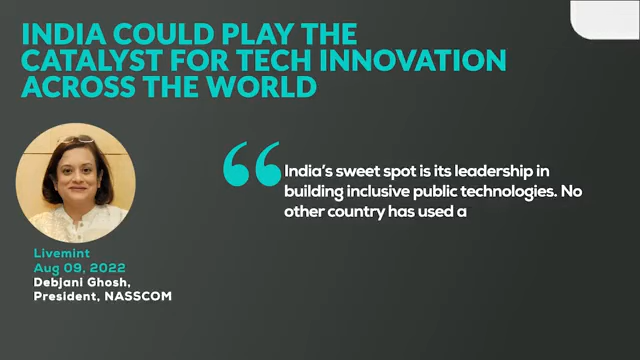 INDIA COULD PLAY THE
CATALYST FOR TECH INNOVATION
ACROSS THE WORLD
Livemint
Aug 09, 2022
Debjani Ghosh,
President, NASSCOM
“India’s sweet spot is its leadership in
building inclusive public technologies. No
other country has used a